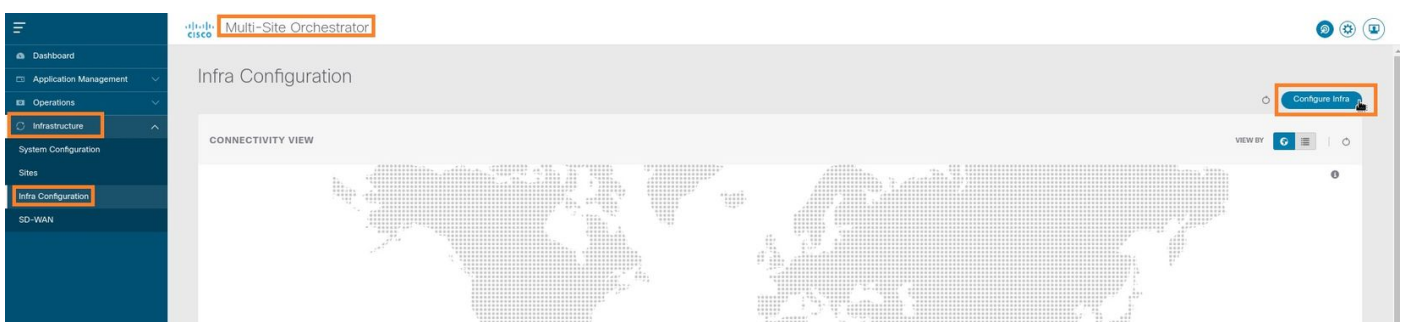 cisco Multi-Site Orchestrator
Dashboard
Application Management
Operations
Infrastructure
System Configuration
Sites
Infra Configuration
SD-WAN
Infra Configuration
Configure Infra
CONNECTIVITY VIEW
VIEW BY